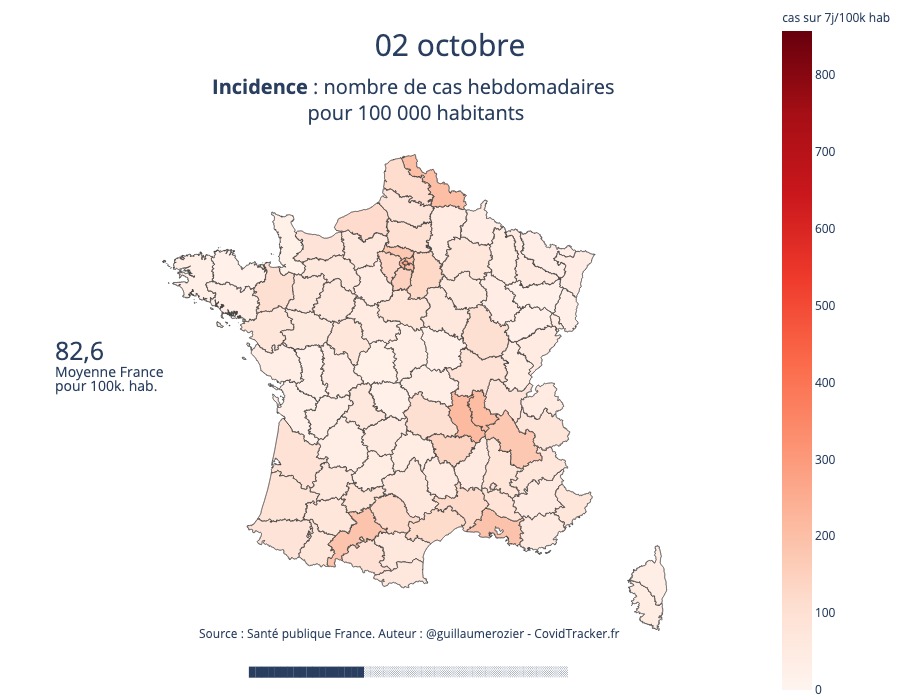 cas sur 7j/100k hab
02 octobre
Incidence : nombre de cas hebdomadaires
pour 100 000 habitants
800
700
600
500
400
300
200
100
0
82,6
Moyenne France
pour 100k. hab.
Source : Santé publique France. Auteur : @guillaumerozier - CovidTracker.fr